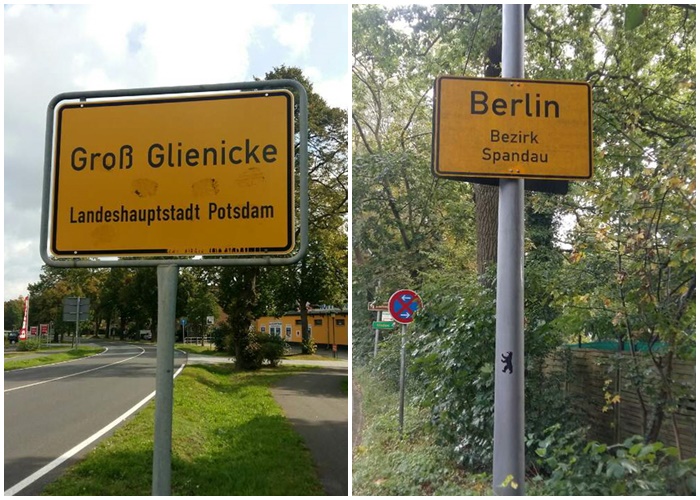 Groß Glienicke
Landeshauptstadt Potsdam
Berlin
Bezirk
Spandau